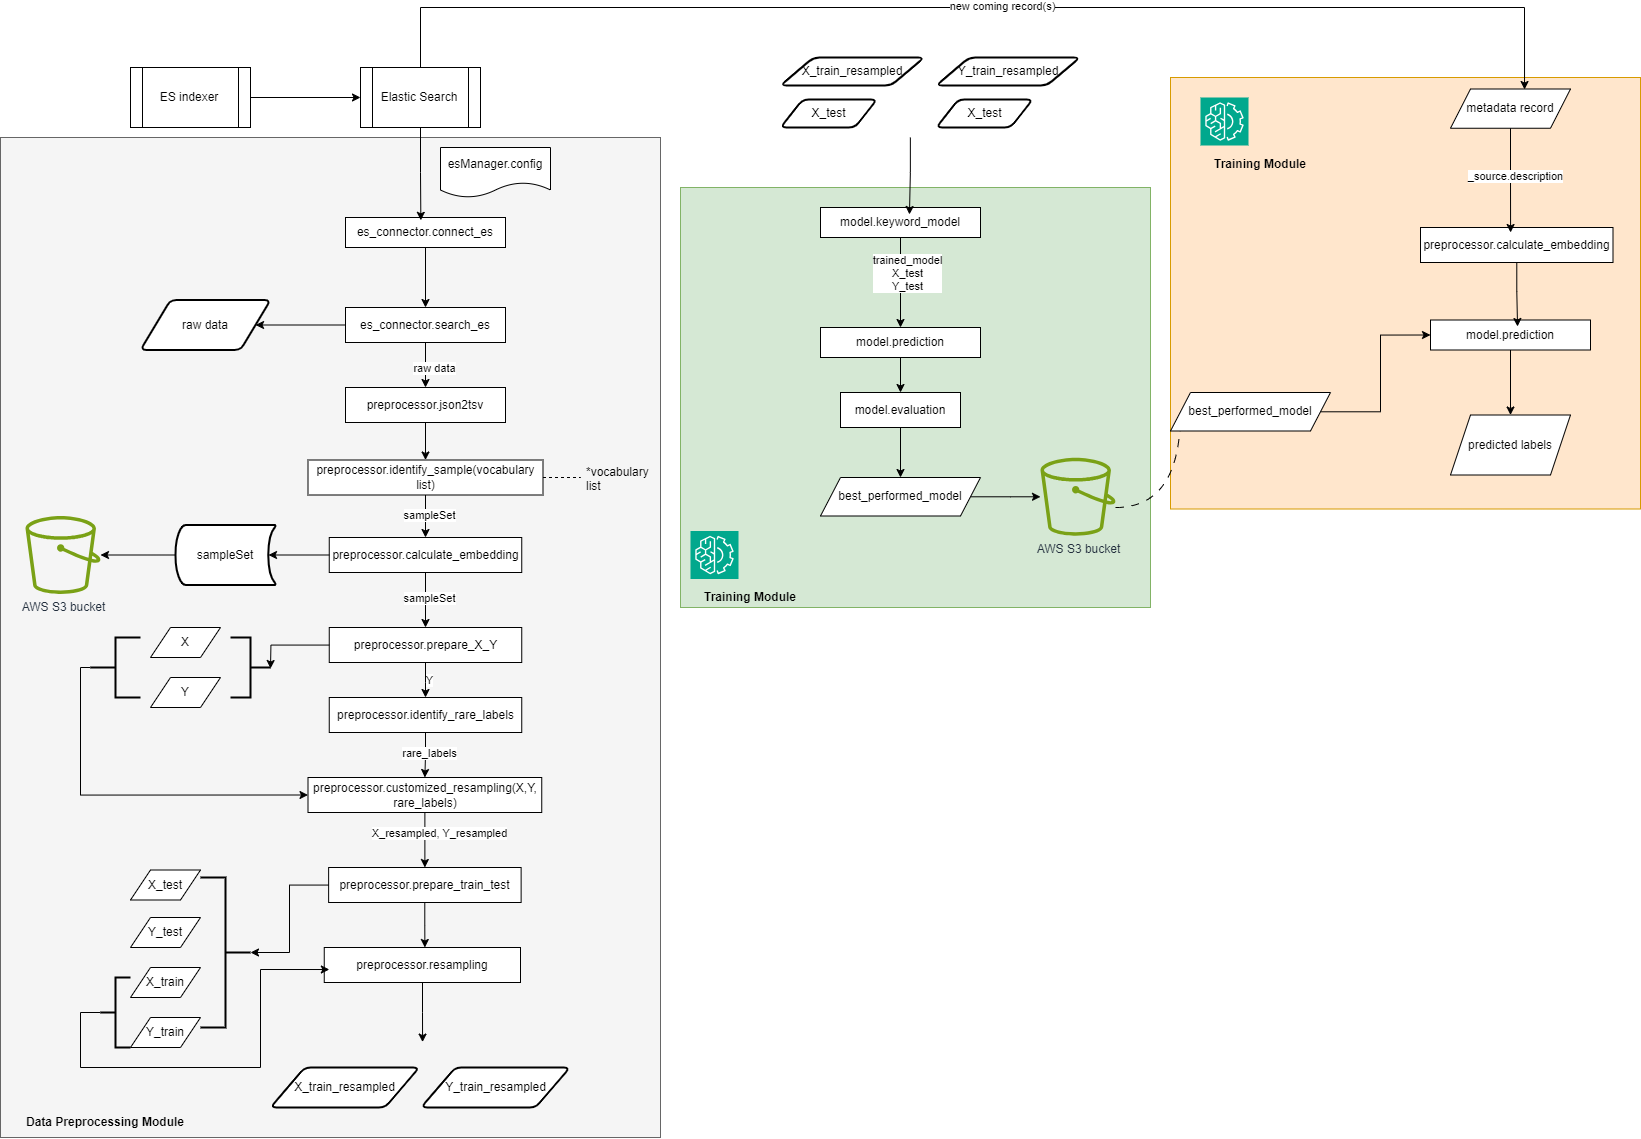 new coming record(s)
ES indexer
Elastic Search
esManager.config
es_connector.connect_es
raw data
es_connector.search_es
raw data
preprocessor.json2tsv
preprocessor.identify_sample(vocabulary
list)
*vocabulary
list
sampleSet
AWS S3 bucket
sampleSet
preprocessor.calculate_embedding
sampleSet
X
Y
preprocessor.prepare_X_Y
Y
preprocessor.identify_rare_labels
rare_labels
preprocessor.customized_resampling(X,Y,
rare_labels)
X_resampled, Y_resampled
X_test
preprocessor.prepare_train_test
Y_test
X_train
preprocessor.resampling
Y_train
X_train_resampled
Y_train_resampled
Data Preprocessing Module
X_train_resampled
Y_train_resampled
X_test
X_test
model.keyword_model
trained_model
X_test
Y_test
model.prediction
model.evaluation
best_performed_model
AWS S3 bucket
Training Module
metadata record
Training Module
_source.description
preprocessor.calculate_embedding
model.prediction
best_performed_model
predicted labels